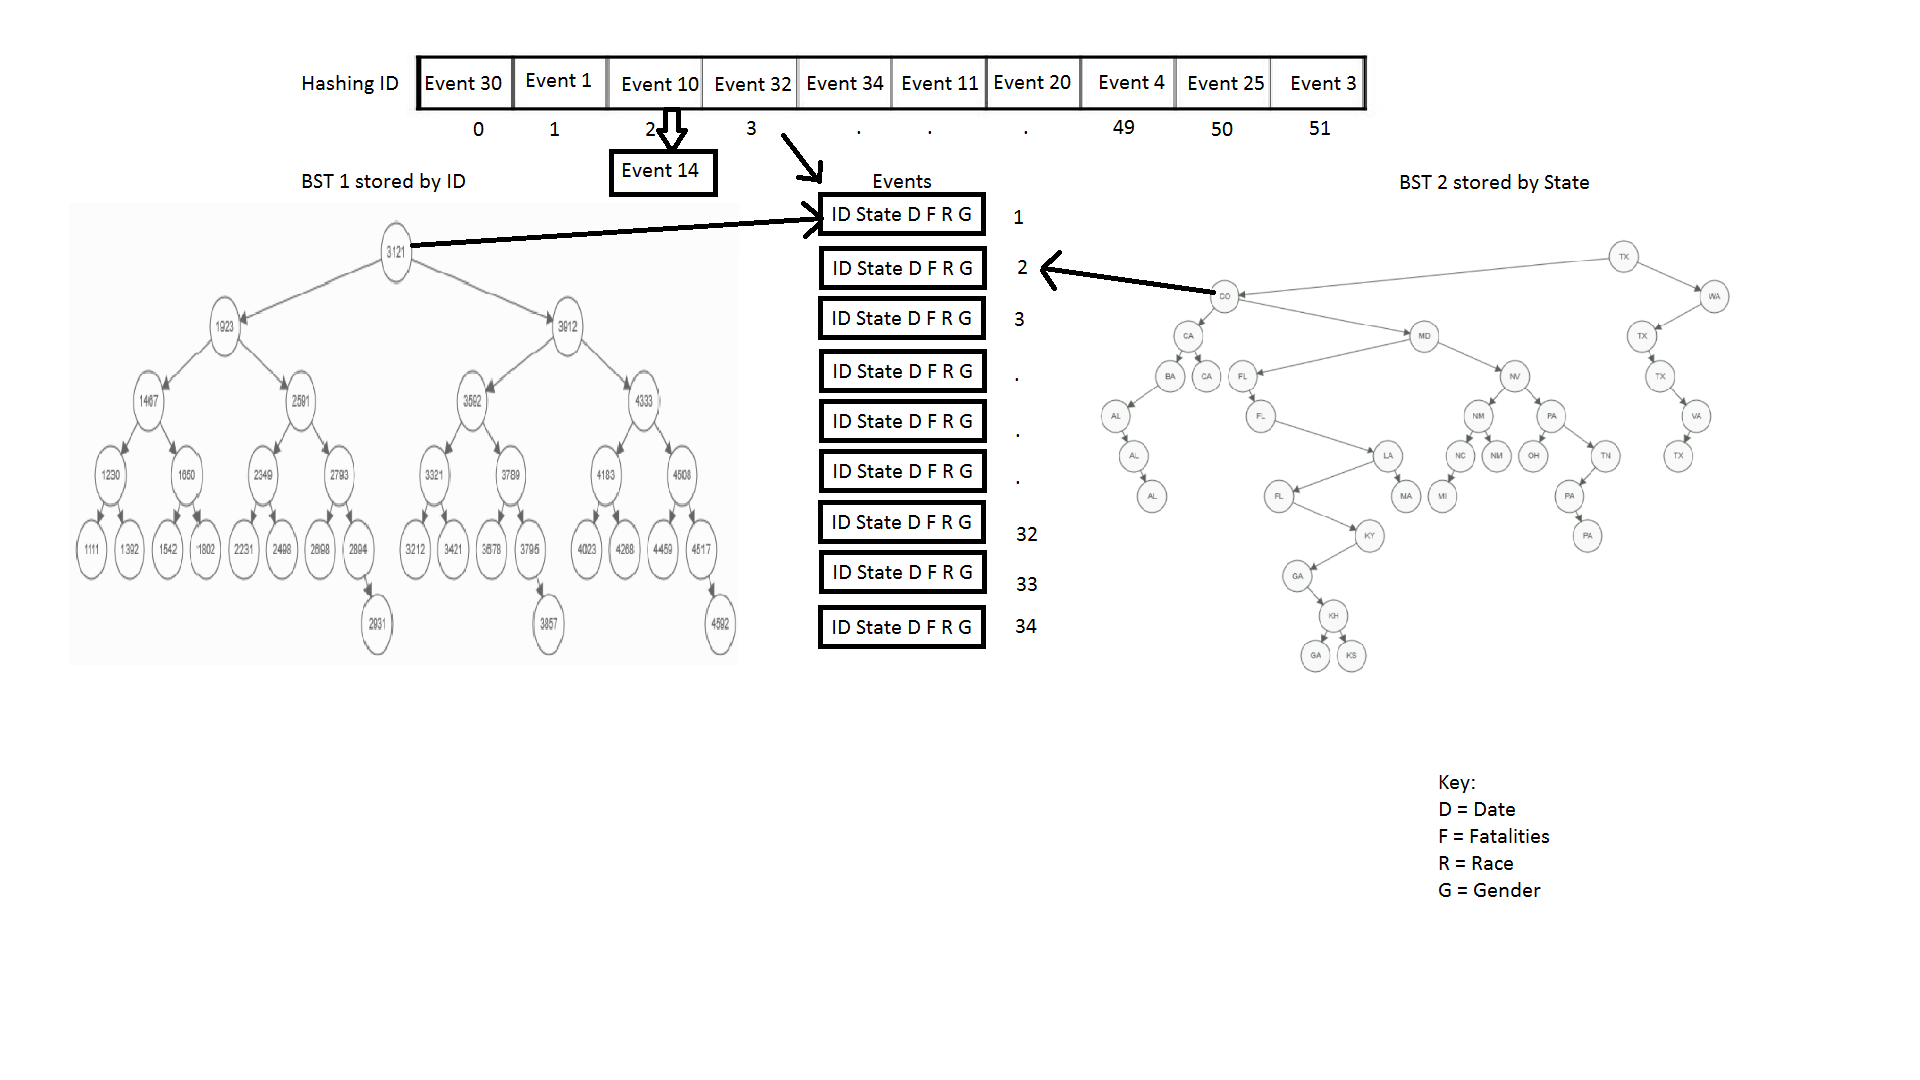 Hashing ID Event 30 Event 1 Event 10 Event 32 Event 34 Event 11 Event 20 Event 4 Event 25 Event 3
0 1 2 3 . . . 49 50 51
Event 14
BST 1 stored by ID
Events
BST 2 stored by State
ID State D F R G 1
ID State D F R G 2
ID State D F R G 3
ID State D F R G .
ID State D F R G .
ID State D F R G .
ID State D F R G 32
ID State D F R G 33
ID State D F R G 34
3121
1923 3912
1467 2591 3592 4333
1230 1650 2349 2793 3321 3789 4183 4508
1111 1392 1542 1802 2231 2498 2698 2894 3212 3421 3678 3795 4023 4268 4459 4517
2931 3857 4592
TX
CO WA
CA MD TX
BA CA FL NV TX
AL FL NM PA VA
AL LA NC NM OH TN TX
AL FL MA MI PA
KY PA
GA
KH
GA KS
Key:
D = Date
F = Fatalities
R = Race
G = Gender